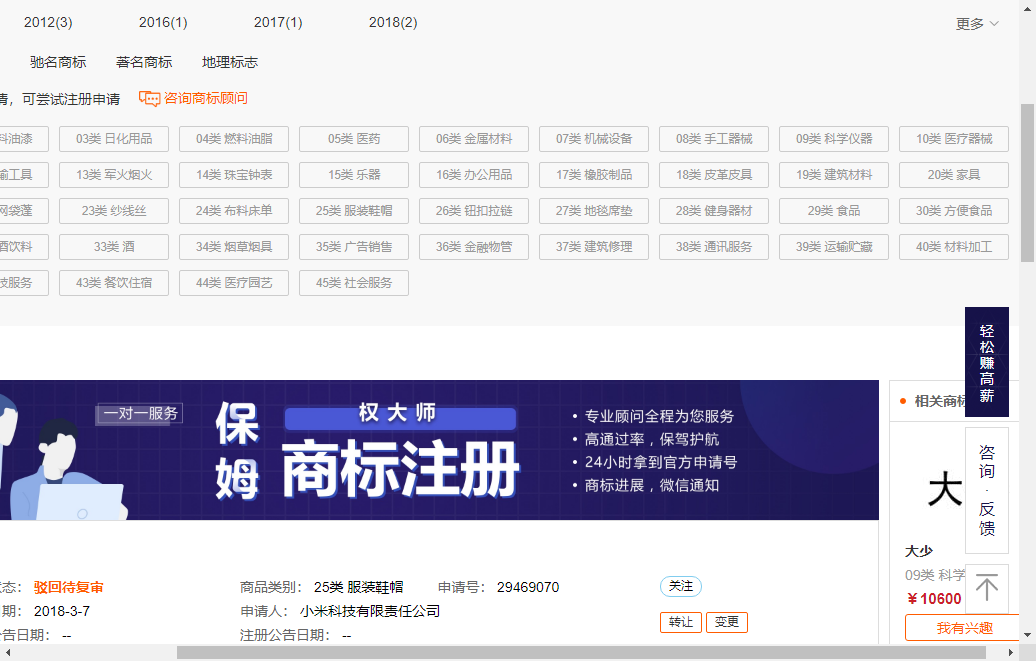 2012(3) 2016(1) 2017(1) 2018(2) 更多
驰名商标 著名商标 地理标志
请，可尝试注册申请 咨询商标顾问
料油漆 03类 日化用品 04类 燃料油脂 05类 医药 06类 金属材料 07类 机械设备 08类 手工器械 09类 科学仪器 10类 医疗器械
输工具 13类 军火烟火 14类 珠宝钟表 15类 乐器 16类 办公用品 17类 橡胶制品 18类 皮革皮具 19类 建筑材料 20类 家具
网袋篷 23类 纱线丝 24类 布料床单 25类 服装鞋帽 26类 钮扣拉链 27类 地毯席垫 28类 健身器材 29类 食品 30类 方便食品
酒饮料 33类 酒 34类 烟草烟具 35类 广告销售 36类 金融物管 37类 建筑修理 38类 通讯服务 39类 运输贮藏 40类 材料加工
技服务 43类 餐饮住宿 44类 医疗园艺 45类 社会服务
轻松赚高薪
一对一服务
保姆
权大师
商标注册
• 专业顾问全程为您服务
• 高通过率，保驾护航
• 24小时拿到官方申请号
• 商标进展，微信通知
• 相关商标
咨询·反馈
大
大少
09类 科学
￥10600
我有兴趣
状态： 驳回待复审 商品类别： 25类 服装鞋帽 申请号： 29469070 关注
期： 2018-3-7 申请人： 小米科技有限责任公司 转让 变更
告日期： -- 注册公告日期： --